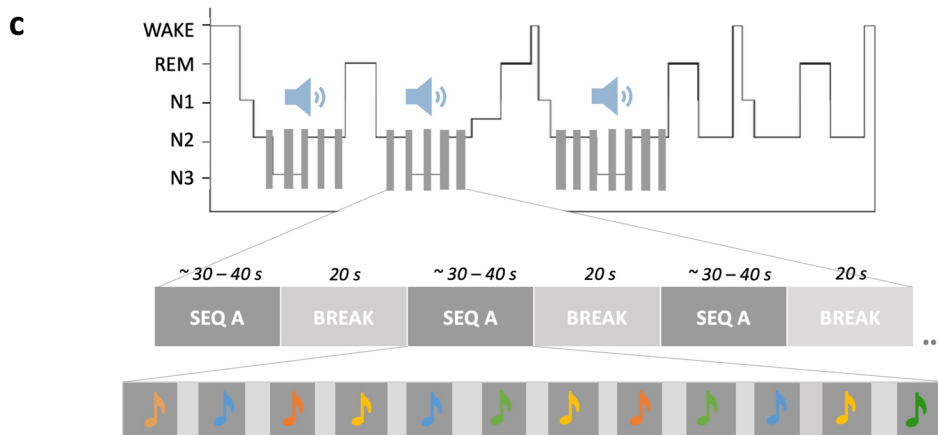 c
WAKE
REM
N1
N2
N3
~ 30 – 40 s 20 s ~ 30 – 40 s 20 s ~ 30 – 40 s 20 s
SEQ A BREAK SEQ A BREAK SEQ A BREAK ..